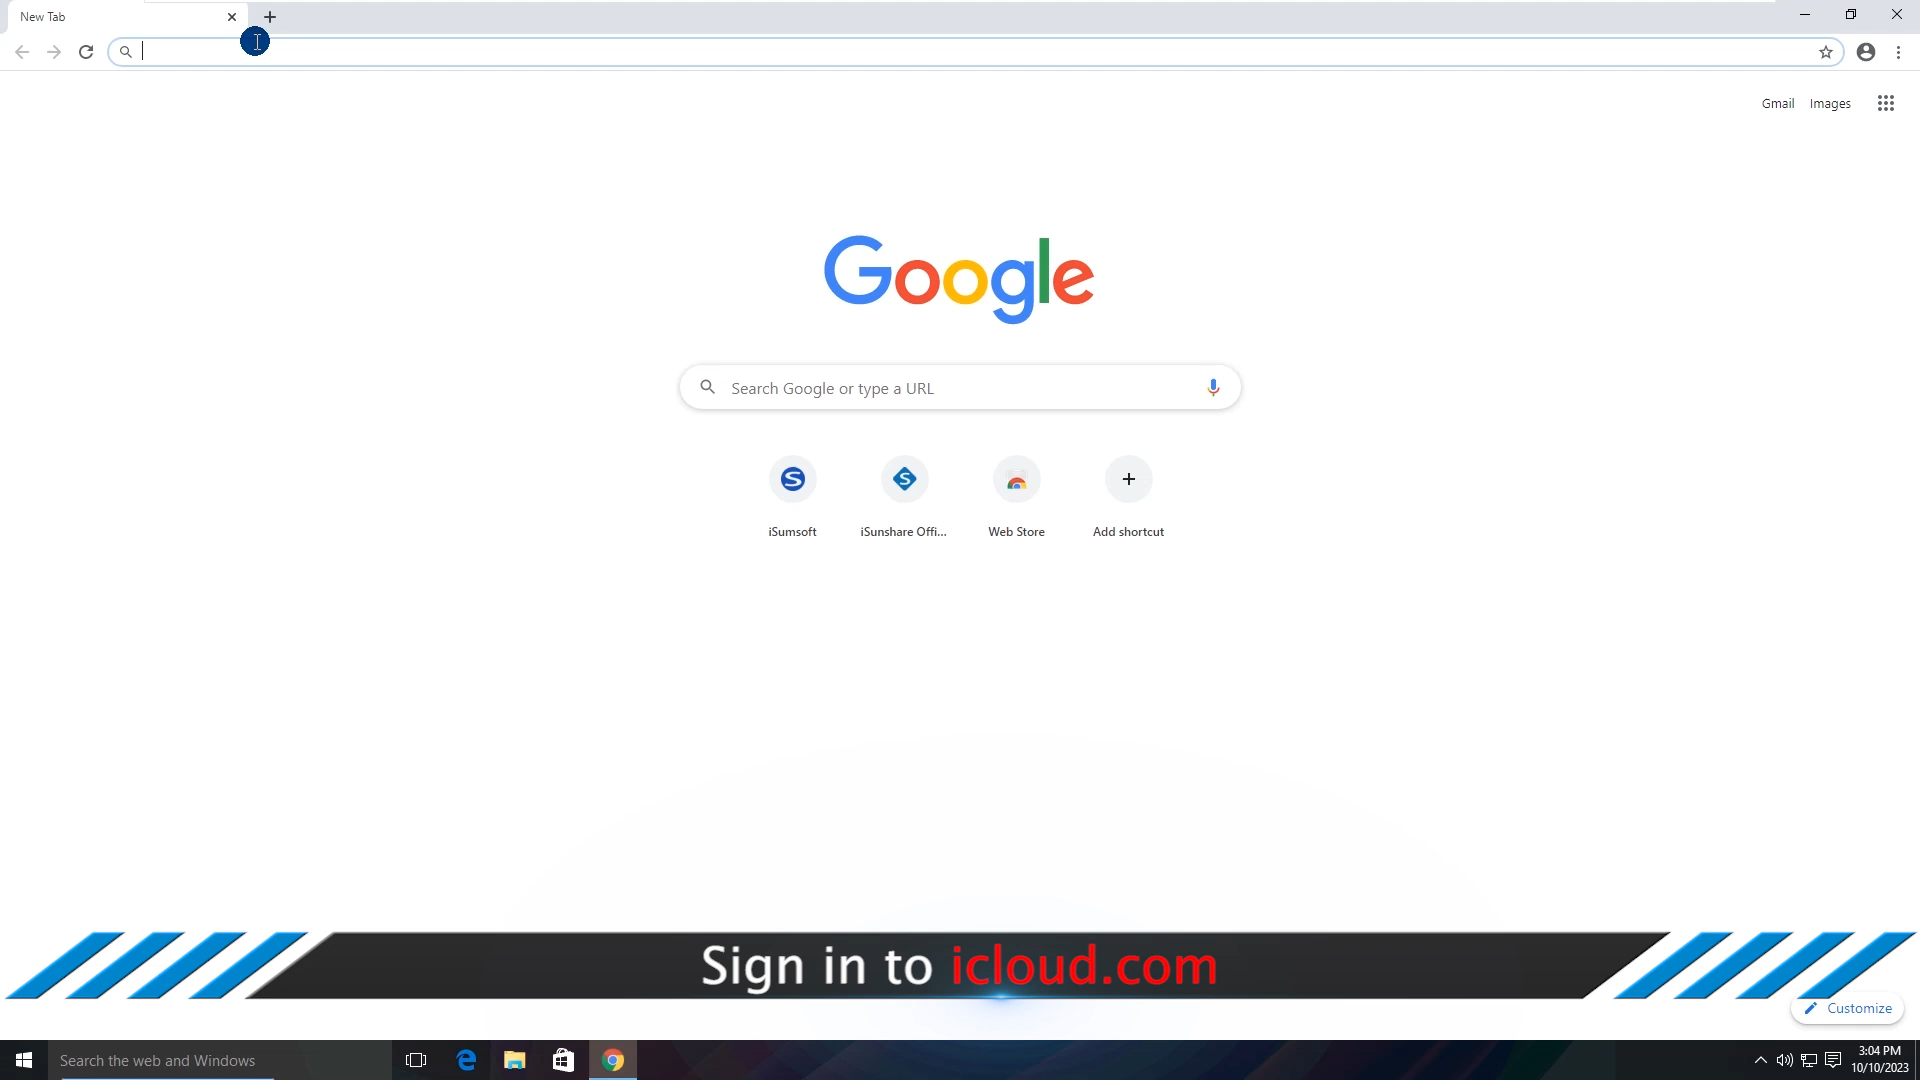 New Tab
Gmail Images
Google
Search Google or type a URL
iSumsoft iSunshare Offi... Web Store Add shortcut
Sign in to icloud.com
Customize
Search the web and Windows
3:04 PM
10/10/2023